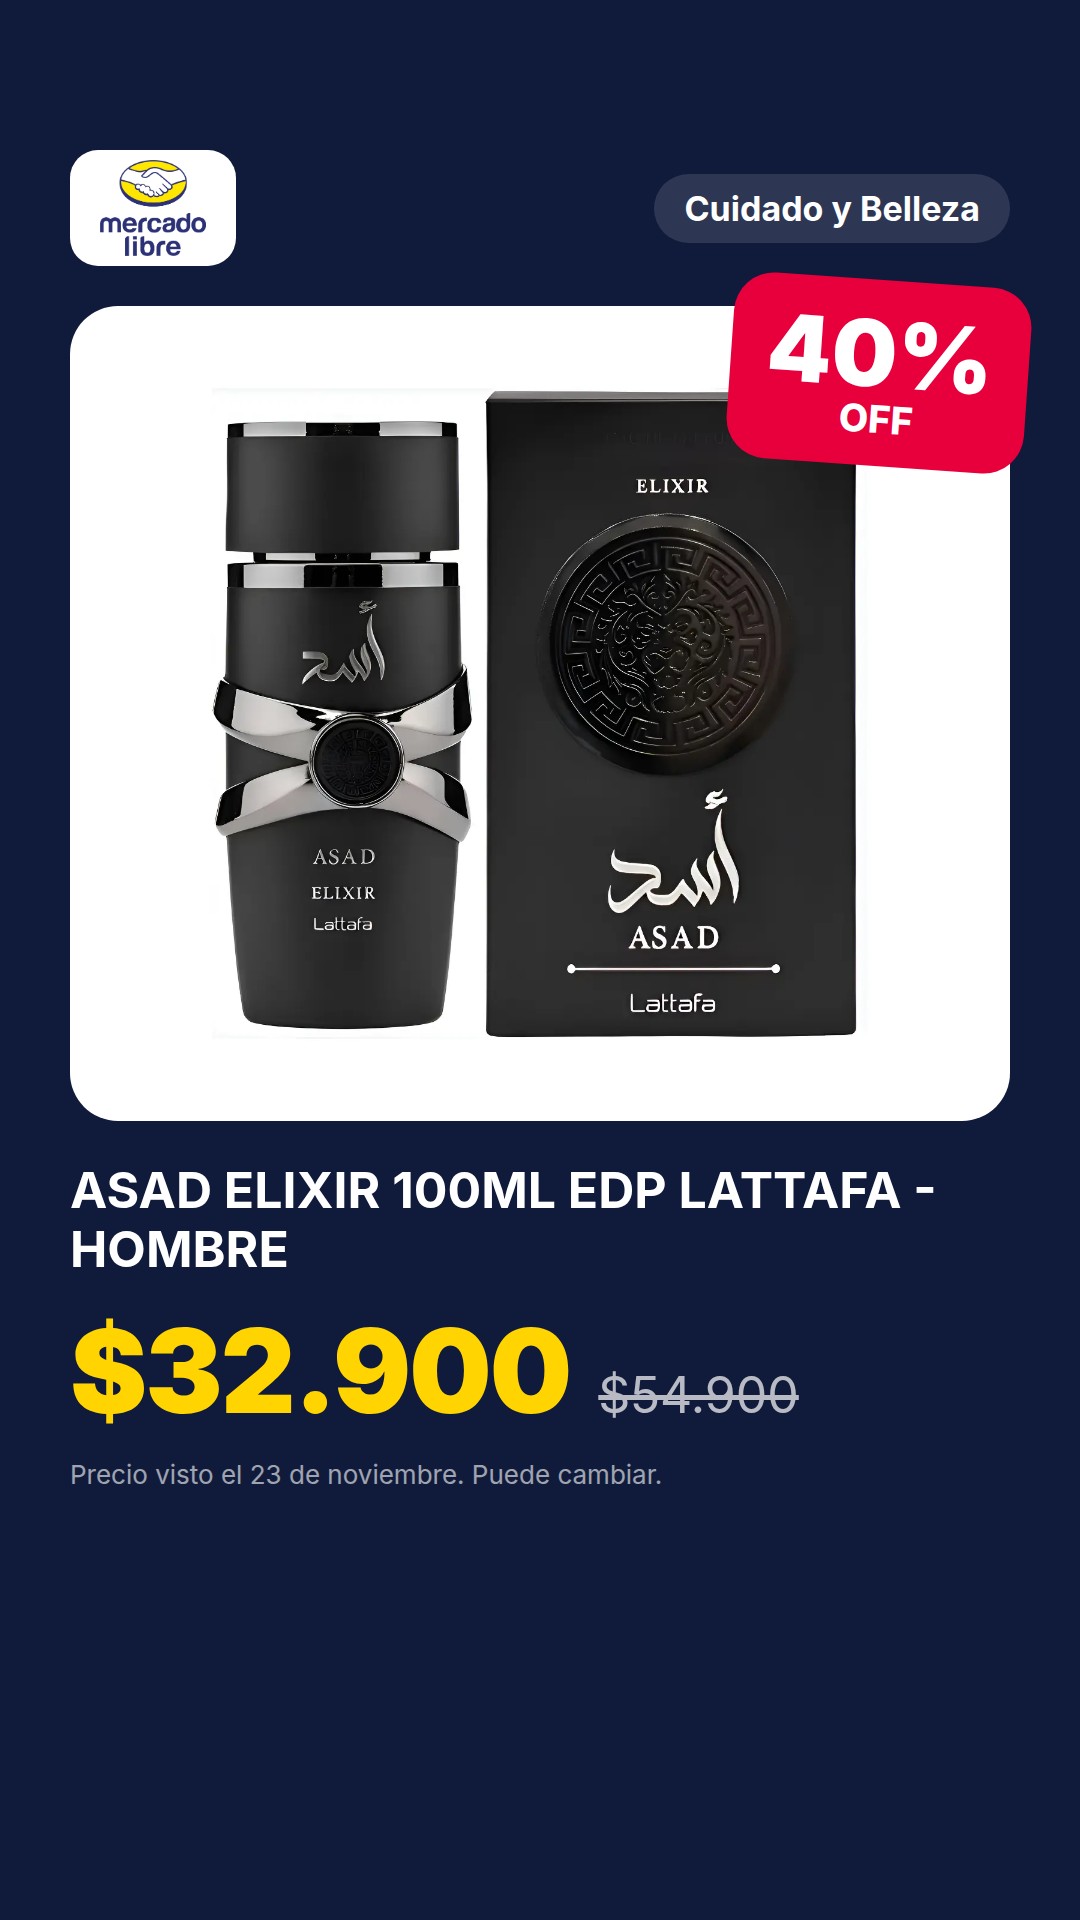 mercado
libre
Cuidado y Belleza
40%
OFF
ELIXIR
أسد
ASAD
ELIXIR
Lattafa
أسد
ASAD
Lattafa
ASAD ELIXIR 100ML EDP LATTAFA -
HOMBRE
$32.900 $54.900
Precio visto el 23 de noviembre. Puede cambiar.